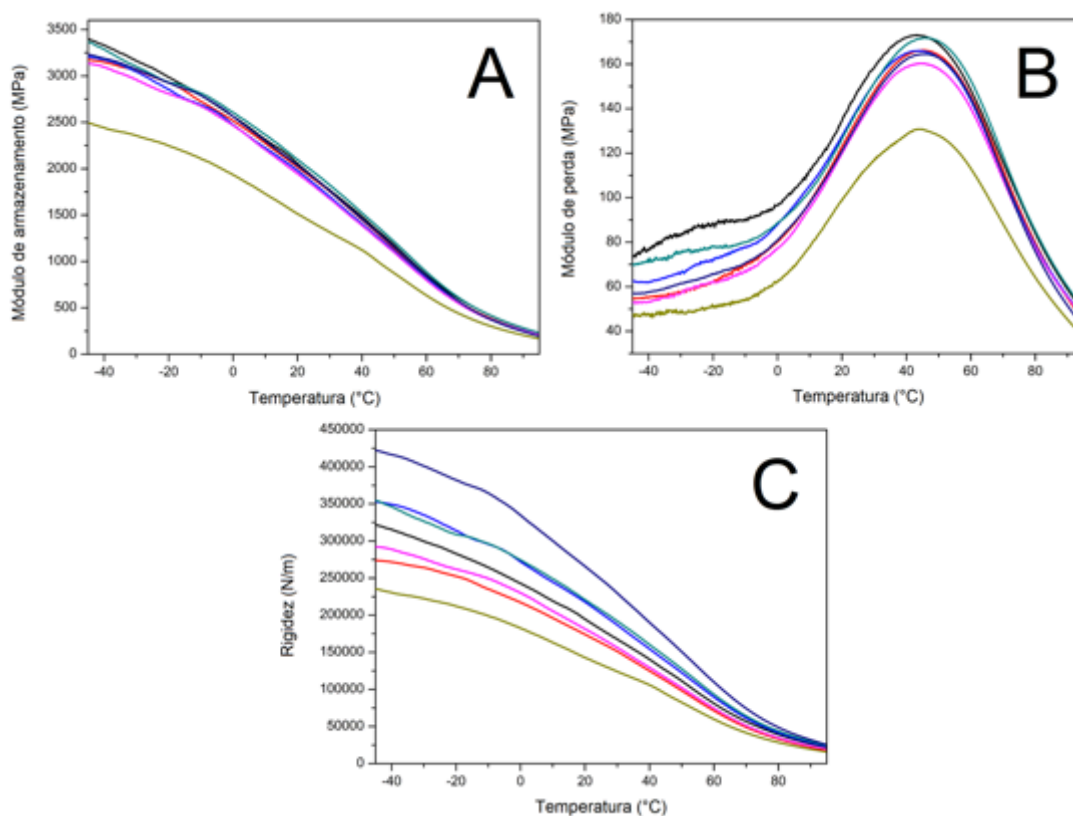 A
Módulo de armazenamento (MPa)
3500
3000
2500
2000
1500
1000
500
0
-40 -20 0 20 40 60 80
Temperatura (°C)
B
Módulo de perda (MPa)
180
160
140
120
100
80
60
40
-40 -20 0 20 40 60 80
Temperatura (°C)
C
Rigidez (N/m)
450000
400000
350000
300000
250000
200000
150000
100000
50000
0
-40 -20 0 20 40 60 80
Temperatura (°C)